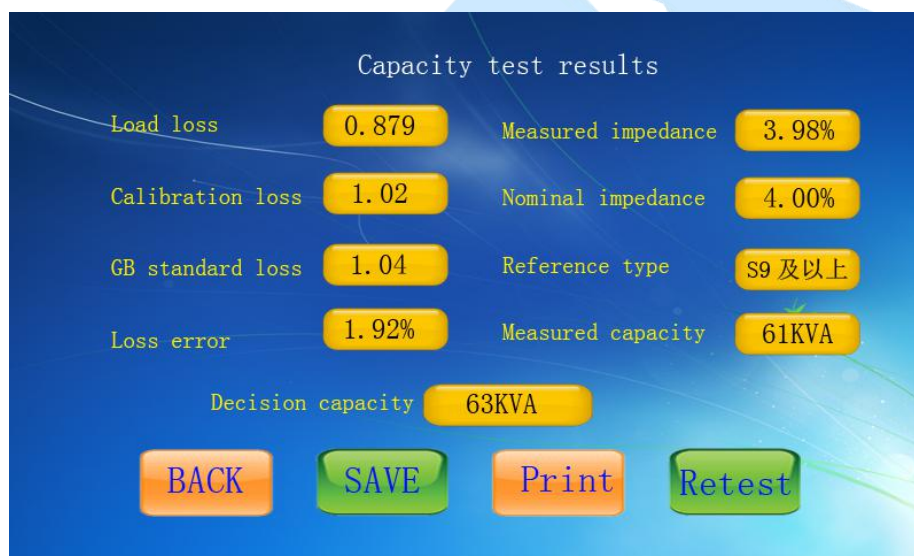 Capacity test results
Load loss 0.879 Measured impedance 3.98%
Calibration loss 1.02 Nominal impedance 4.00%
GB standard loss 1.04 Reference type S9 及以上
Loss error 1.92% Measured capacity 61KVA
Decision capacity 63KVA
BACK SAVE Print Retest